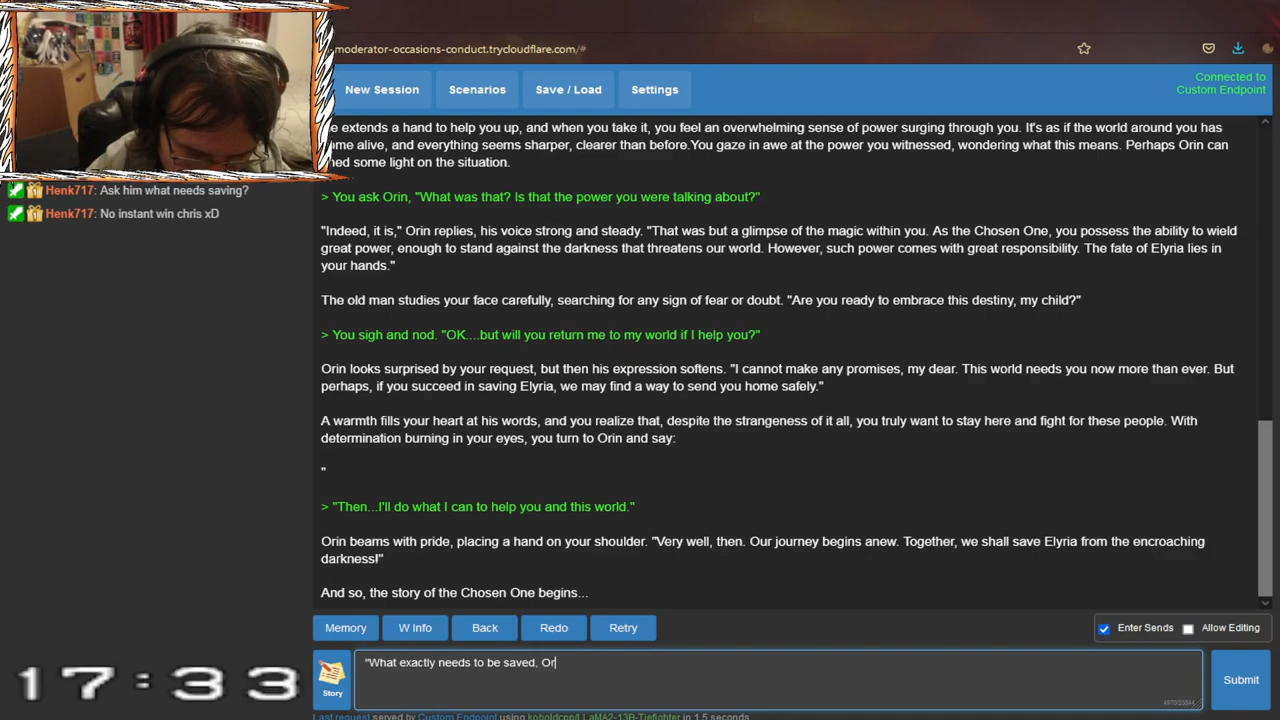 moderator-occasions-conduct.trycloudflare.com/#
New Session
Scenarios
Save / Load
Settings
Connected to
Custom Endpoint
Henk717: Ask him what needs saving?
Henk717: No instant win chris xD
extends a hand to help you up, and when you take it, you feel an overwhelming sense of power surging through you. It's as if the world around you has
alive, and everything seems sharper, clearer than before.You gaze in awe at the power you witnessed, wondering what this means. Perhaps Orin can
some light on the situation.
> You ask Orin, "What was that? Is that the power you were talking about?"
"Indeed, it is," Orin replies, his voice strong and steady. "That was but a glimpse of the magic within you. As the Chosen One, you possess the ability to wield
great power, enough to stand against the darkness that threatens our world. However, such power comes with great responsibility. The fate of Elyria lies in
your hands."
The old man studies your face carefully, searching for any sign of fear or doubt. "Are you ready to embrace this destiny, my child?"
> You sigh and nod. "OK....but will you return me to my world if I help you?"
Orin looks surprised by your request, but then his expression softens. "I cannot make any promises, my dear. This world needs you now more than ever. But
perhaps, if you succeed in saving Elyria, we may find a way to send you home safely."
A warmth fills your heart at his words, and you realize that, despite the strangeness of it all, you truly want to stay here and fight for these people. With
determination burning in your eyes, you turn to Orin and say:
"
> "Then...I'll do what I can to help you and this world."
Orin beams with pride, placing a hand on your shoulder. "Very well, then. Our journey begins anew. Together, we shall save Elyria from the encroaching
darkness!"
And so, the story of the Chosen One begins...
Memory
W Info
Back
Redo
Retry
Enter Sends
Allow Editing
Story
"What exactly needs to be saved, Or
Submit
17:33
Last request served by Custom Endpoint using koboldcpp/LLaMA2-13B-Tiefighter in 1.5 seconds